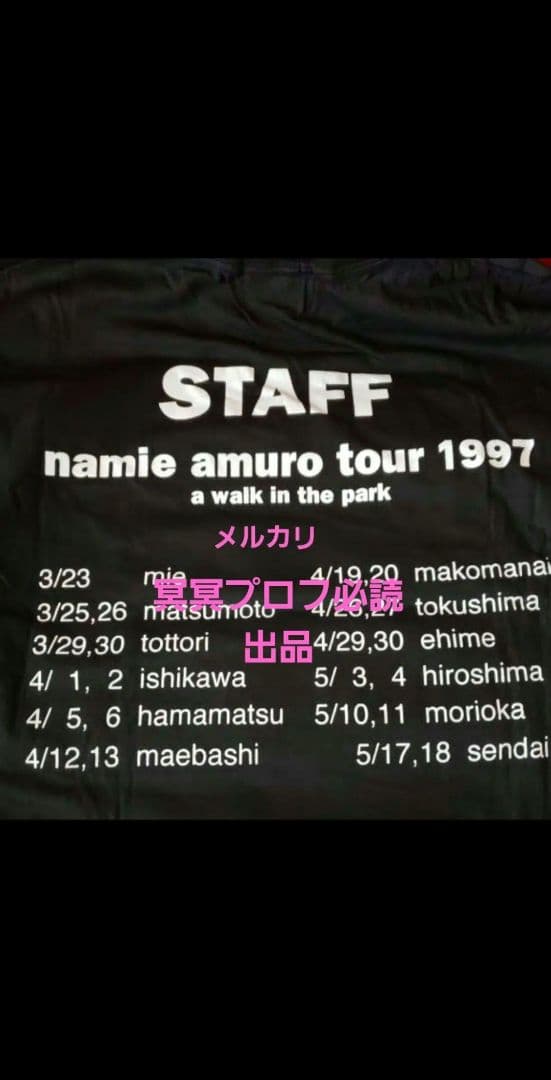 STAFF
namie amuro tour 1997
a walk in the park
メルカリ
3/23 mie 4/19,20 makomanai
冥冥プロフ必読
3/25,26 matsumoto 4/26,27 tokushima
出品
3/29,30 tottori 4/29,30 ehime
4/ 1, 2 ishikawa 5/ 3, 4 hiroshima
4/ 5, 6 hamamatsu 5/10,11 morioka
4/12,13 maebashi 5/17,18 sendai